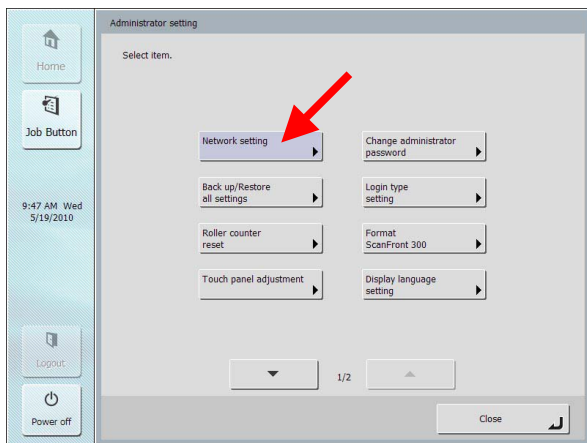 Administrator setting
Select item.
Home
Job Button
9:47 AM Wed
5/19/2010
Logout
Power off
Network setting
Change administrator
password
Back up/Restore
all settings
Login type
setting
Roller counter
reset
Format
ScanFront 300
Touch panel adjustment
Display language
setting
1/2
Close